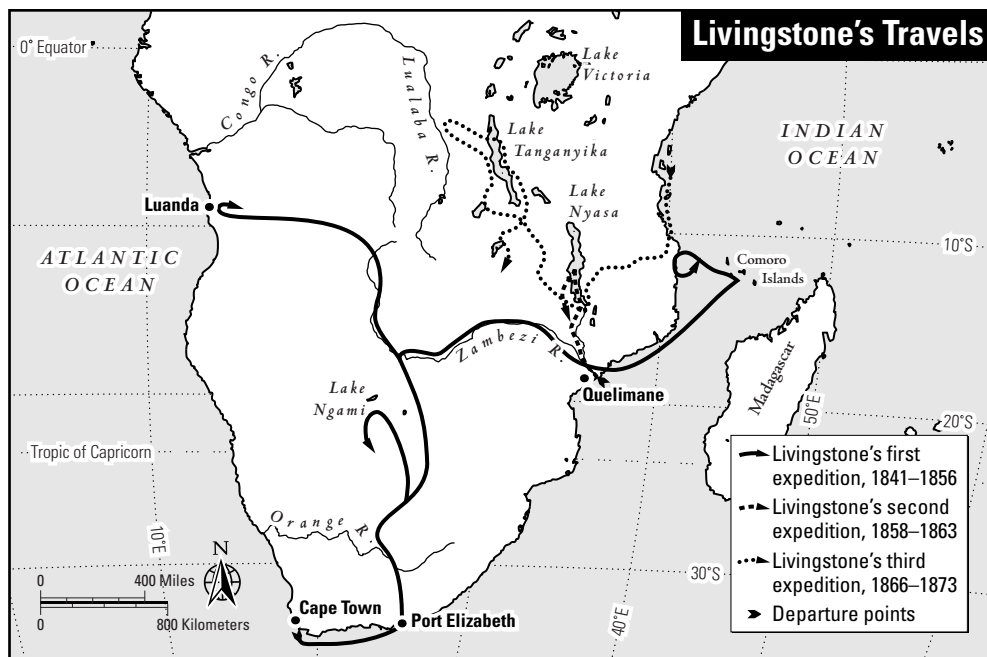 Livingstone's Travels
0° Equator
Congo R.
Lualaba R.
Lake
Victoria
Lake
Tanganyika
INDIAN
OCEAN
Lake
Nyasa
Luanda
10°S
ATLANTIC
OCEAN
Comoro
Islands
Zambezi R.
Madagascar
Lake
Ngami
Quelimane
50°E
20°S
Tropic of Capricorn
Livingstone's first
expedition, 1841–1856
Livingstone's second
expedition, 1858–1863
Livingstone's third
expedition, 1866–1873
Departure points
Orange R.
10°E
N
30°S
0
400 Miles
0
800 Kilometers
Cape Town
Port Elizabeth
40°E